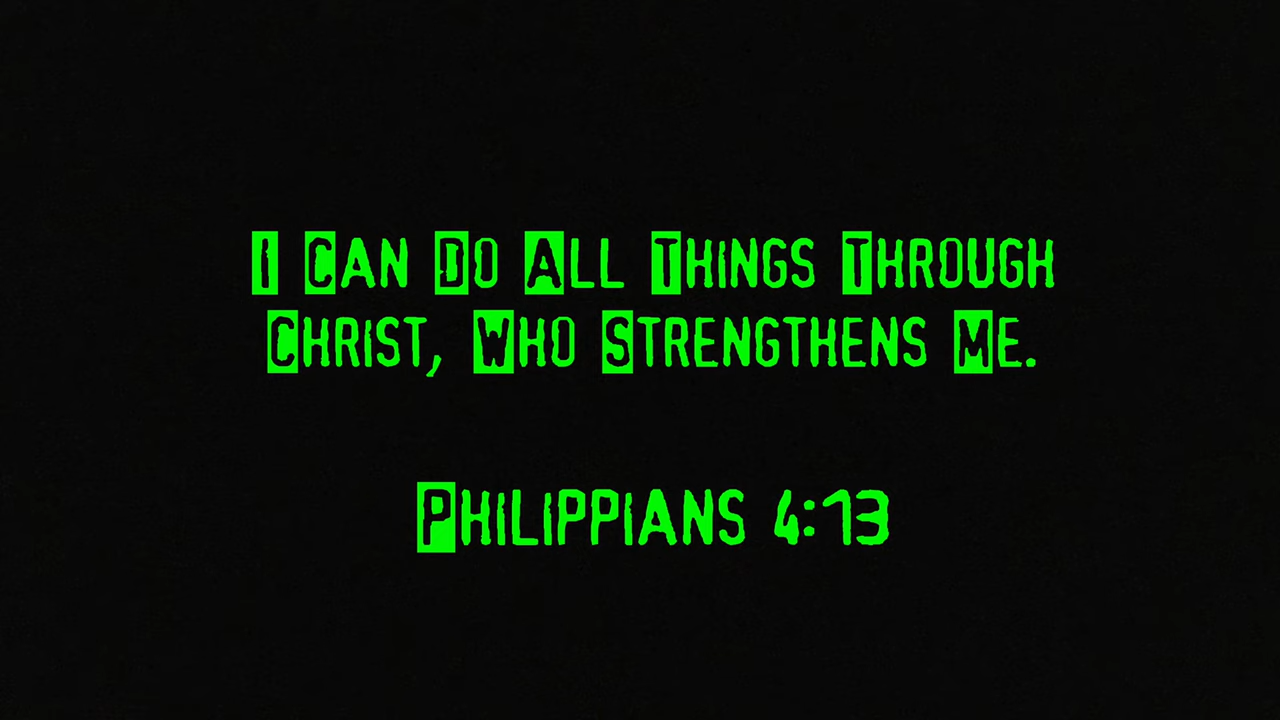 I Can Do All Things Through
Christ, Who Strengthens Me.
Philippians 4:13